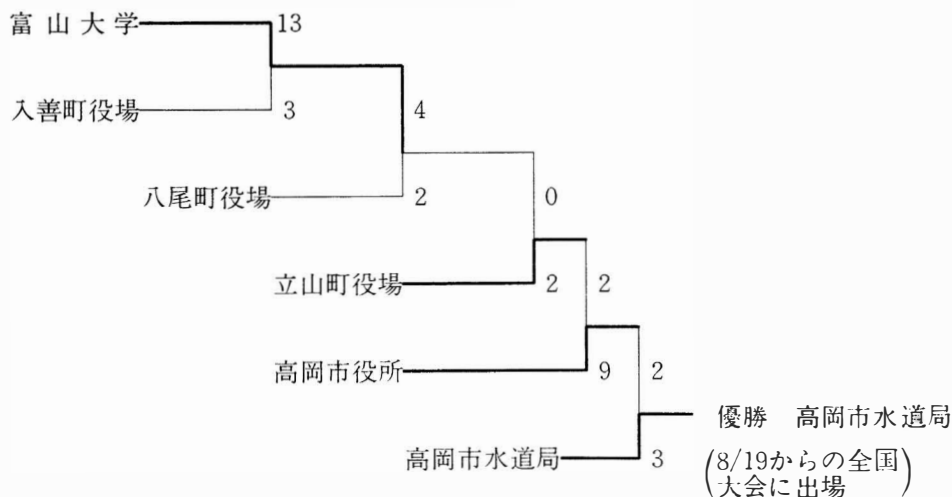 富山大学 13
入善町役場 3 4
八尾町役場 2 0
立山町役場 2 2
高岡市役所 9 2
優勝 高岡市水道局
高岡市水道局 3 (8/19からの全国
大会に出場)